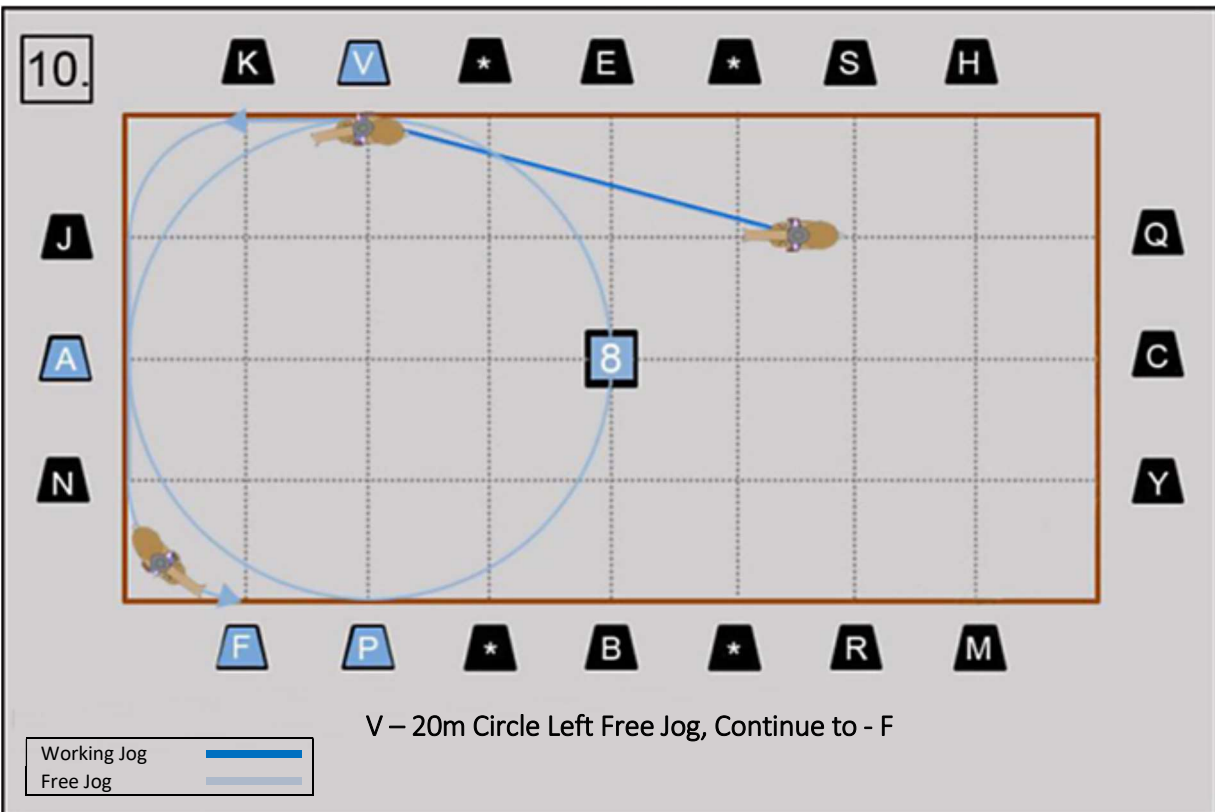 10.
K V * E * S H
J Q
A 8 C
N Y
F P * B * R M
V – 20m Circle Left Free Jog, Continue to - F
Working Jog
Free Jog